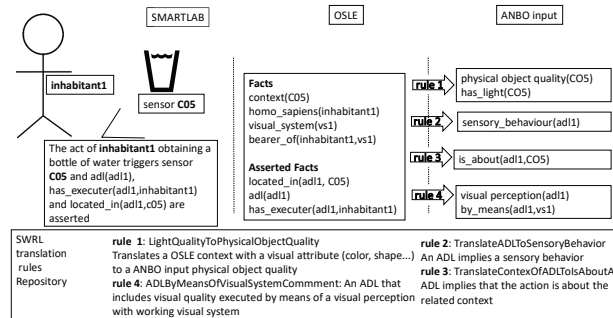 SMARTLAB
OSLE
ANBO input
inhabitant1
sensor C05
The act of inhabitant1 obtaining a
bottle of water triggers sensor
C05 and adl(adl1),
has_executer(adl1,inhabitant1)
and located_in(adl1,c05) are
asserted
Facts
context(C05)
homo_sapiens(inhabitant1)
visual_system(vs1)
bearer_of(inhabitant1,vs1)
Asserted Facts
located_in(adl1, C05)
adl(adl1)
has_executer(adl1,inhabitant1)
rule 1
physical object quality(CO5)
has_light(CO5)
rule 2
sensory_behaviour(adl1)
rule 3
is_about(adl1,CO5)
rule 4
visual perception(adl1)
by_means(adl1,vs1)
SWRL
translation
rules
Repository
rule 1: LightQualityToPhysicalObjectQuality
Translates a OSLE context with a visual attribute (color, shape...)
to a ANBO input physical object quality
rule 4: ADLByMeansOfVisualSystemCommment: An ADL that
includes visual quality executed by means of a visual perception
with working visual system
rule 2: TranslateADLToSensoryBehavior
An ADL implies a sensory behavior
rule 3: TranslateContexOfADLToIsAboutA
ADL implies that the action is about the
related context